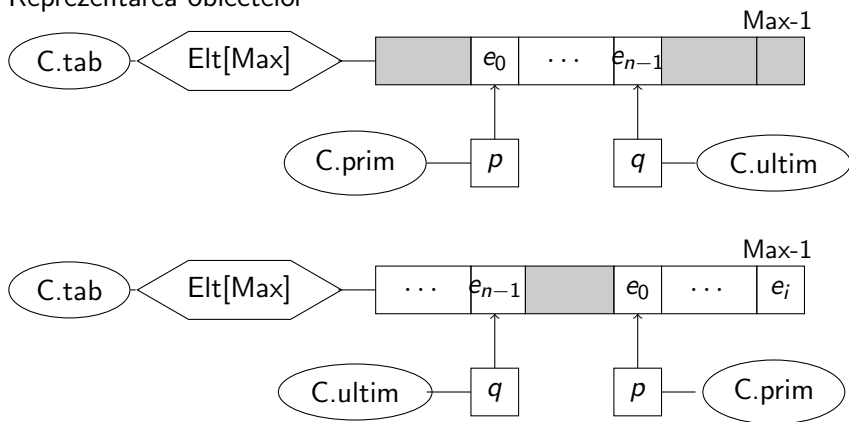 Reprezentarea obiectelor
Max-1
C.tab Elt[Max] e0 · · · en−1
C.prim p q C.ultim
Max-1
C.tab Elt[Max] · · · en−1 e0 · · · ei
C.ultim q p C.prim